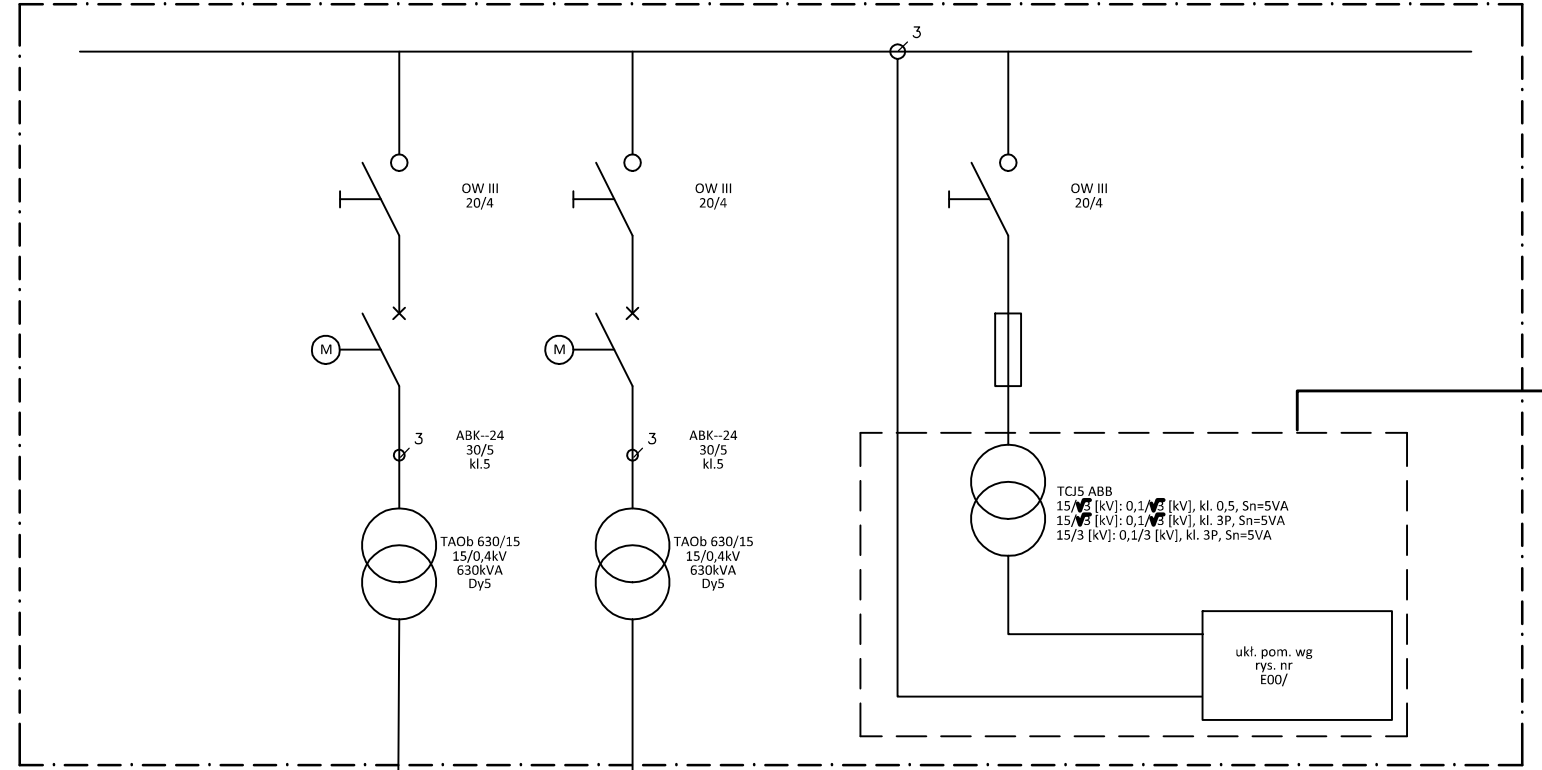 3
OW III
20/4
OW III
20/4
OW III
20/4
M
M
3
ABK--24
30/5
kl.5
3
ABK--24
30/5
kl.5
TAOb 630/15
15/0,4kV
630kVA
Dy5
TAOb 630/15
15/0,4kV
630kVA
Dy5
TCJ5 ABB
15/√3 [kV]: 0,1/√3 [kV], kl. 0,5, Sn=5VA
15/√3 [kV]: 0,1/√3 [kV], kl. 3P, Sn=5VA
15/3 [kV]: 0,1/3 [kV], kl. 3P, Sn=5VA
ukł. pom. wg
rys. nr
E00/